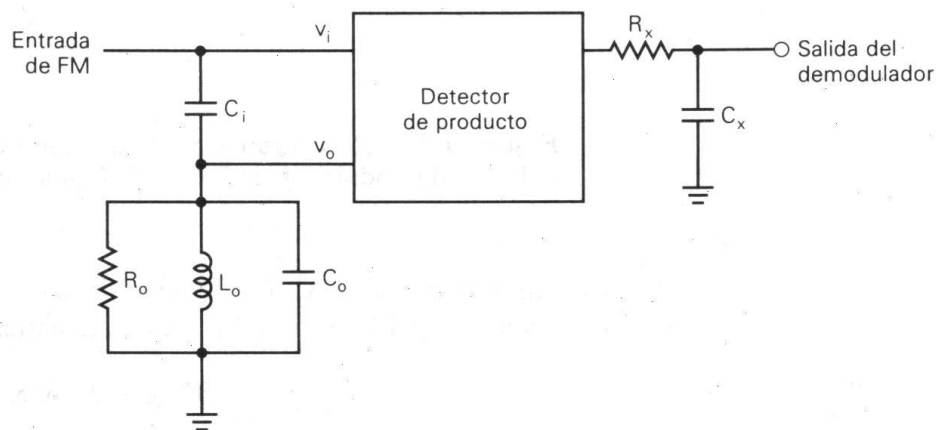 Entrada
de FM
v_i
C_i
v_o
R_o
L_o
C_o
Detector
de producto
R_x
C_x
Salida del
demodulador